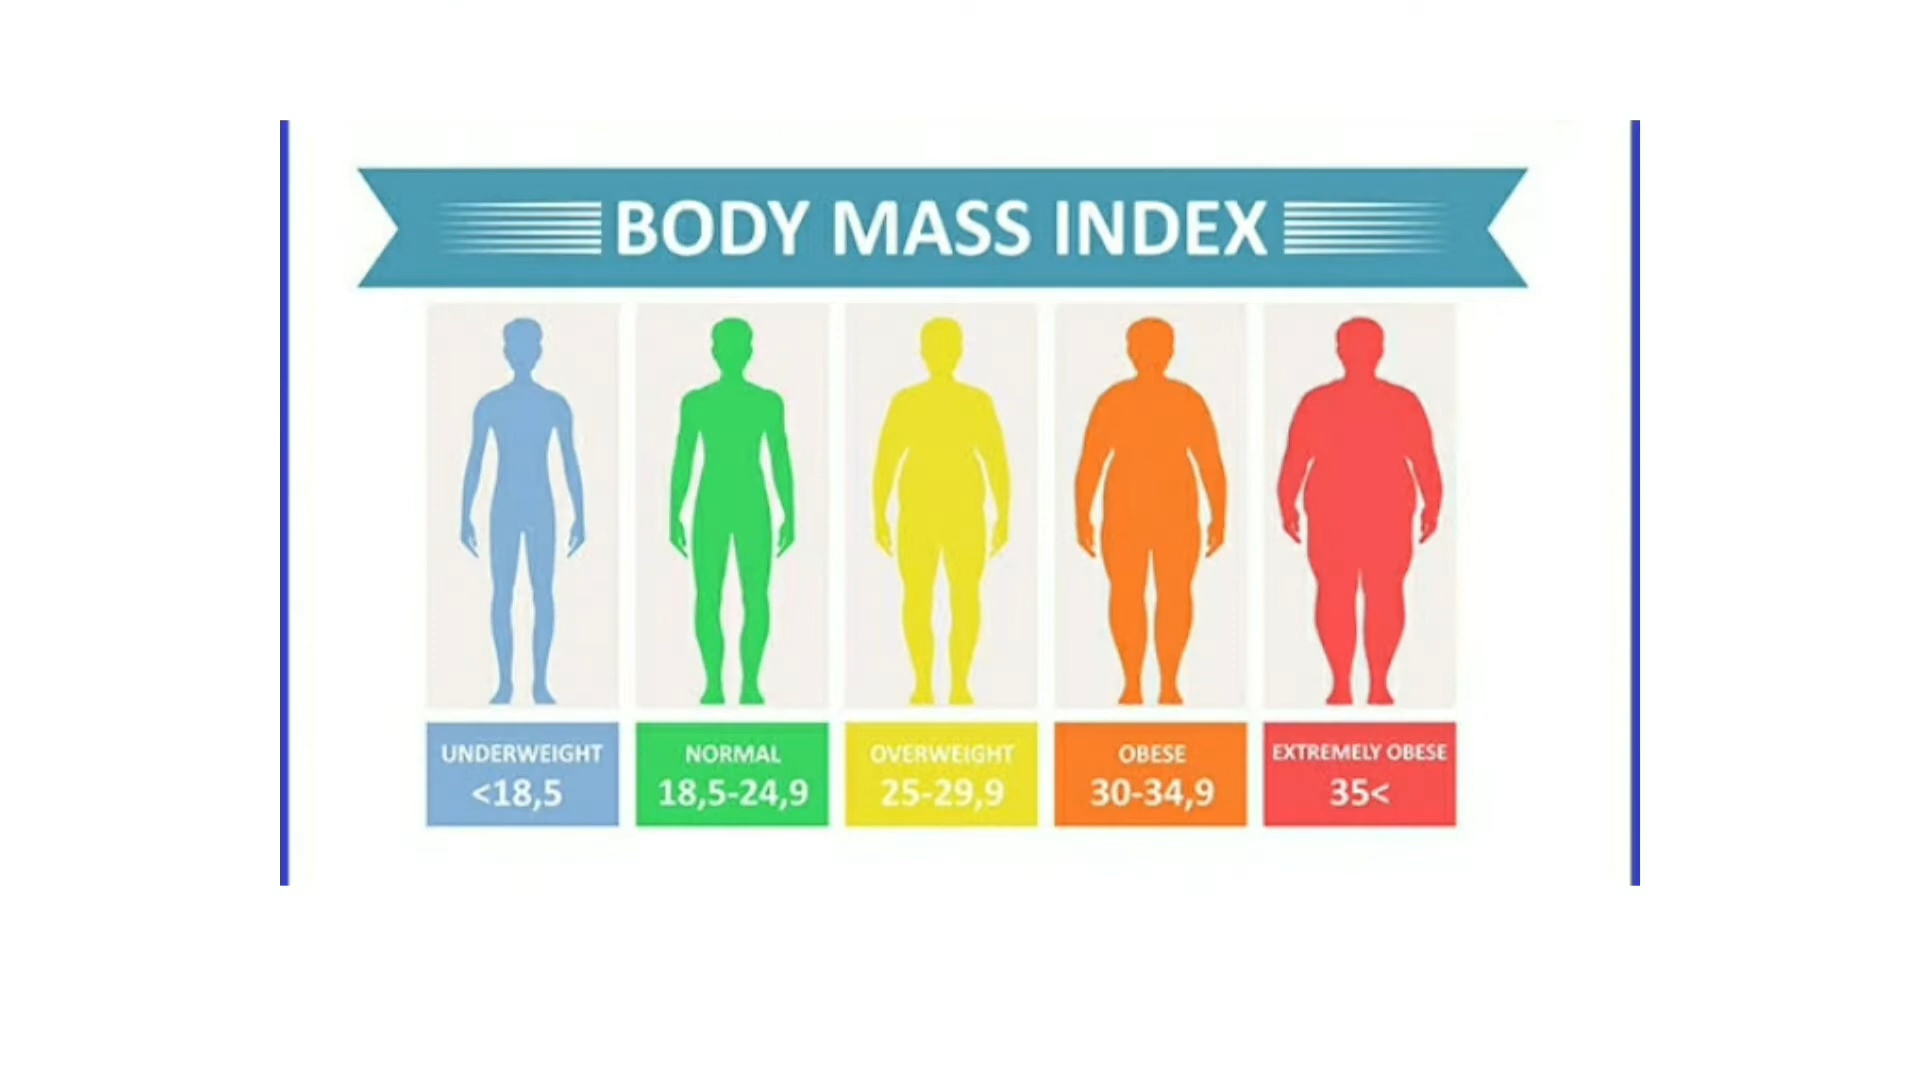 BODY MASS INDEX
UNDERWEIGHT
<18,5
NORMAL
18,5-24,9
OVERWEIGHT
25-29,9
OBESE
30-34,9
EXTREMELY OBESE
35<